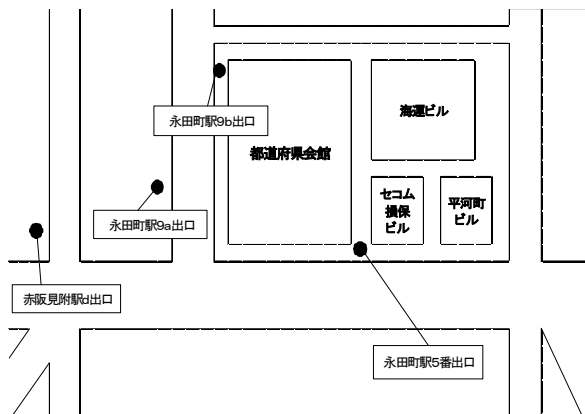 海運ビル
永田町駅9b出口
都道府県会館
セコム
損保
ビル
平河町
ビル
永田町駅9a出口
赤阪見附駅d出口
永田町駅5番出口